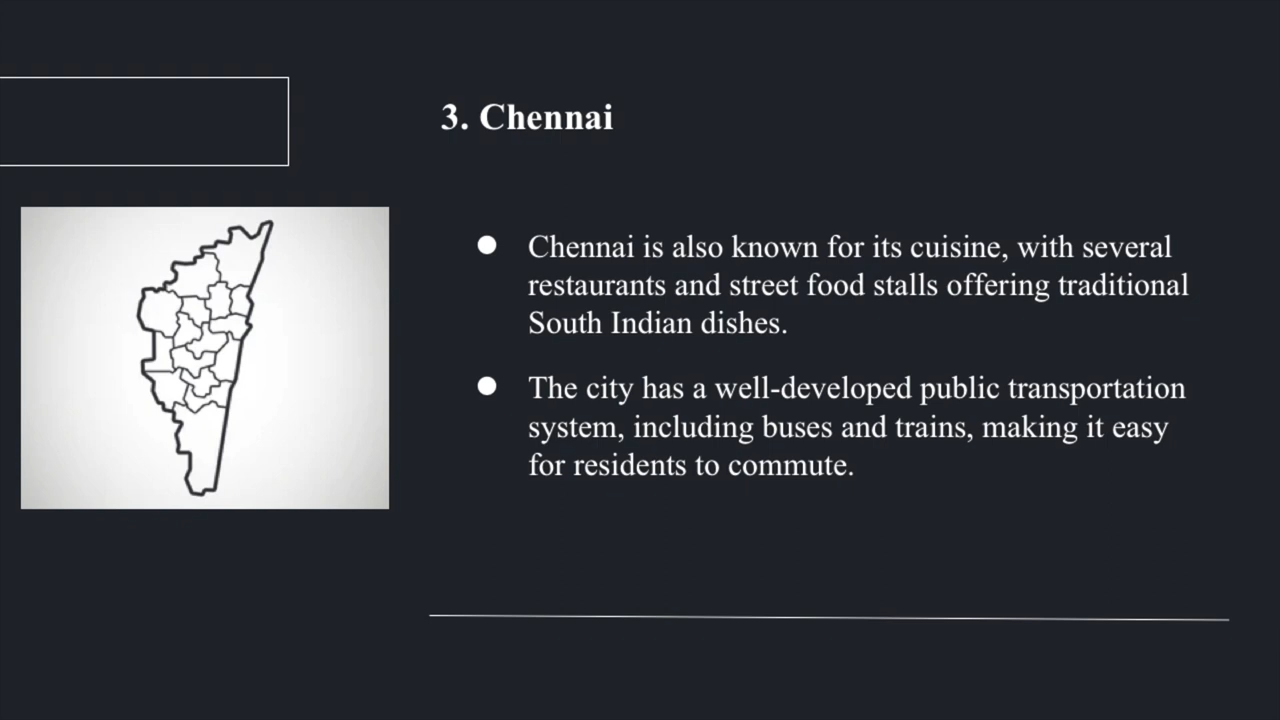 3. Chennai
● Chennai is also known for its cuisine, with several
restaurants and street food stalls offering traditional
South Indian dishes.
● The city has a well-developed public transportation
system, including buses and trains, making it easy
for residents to commute.